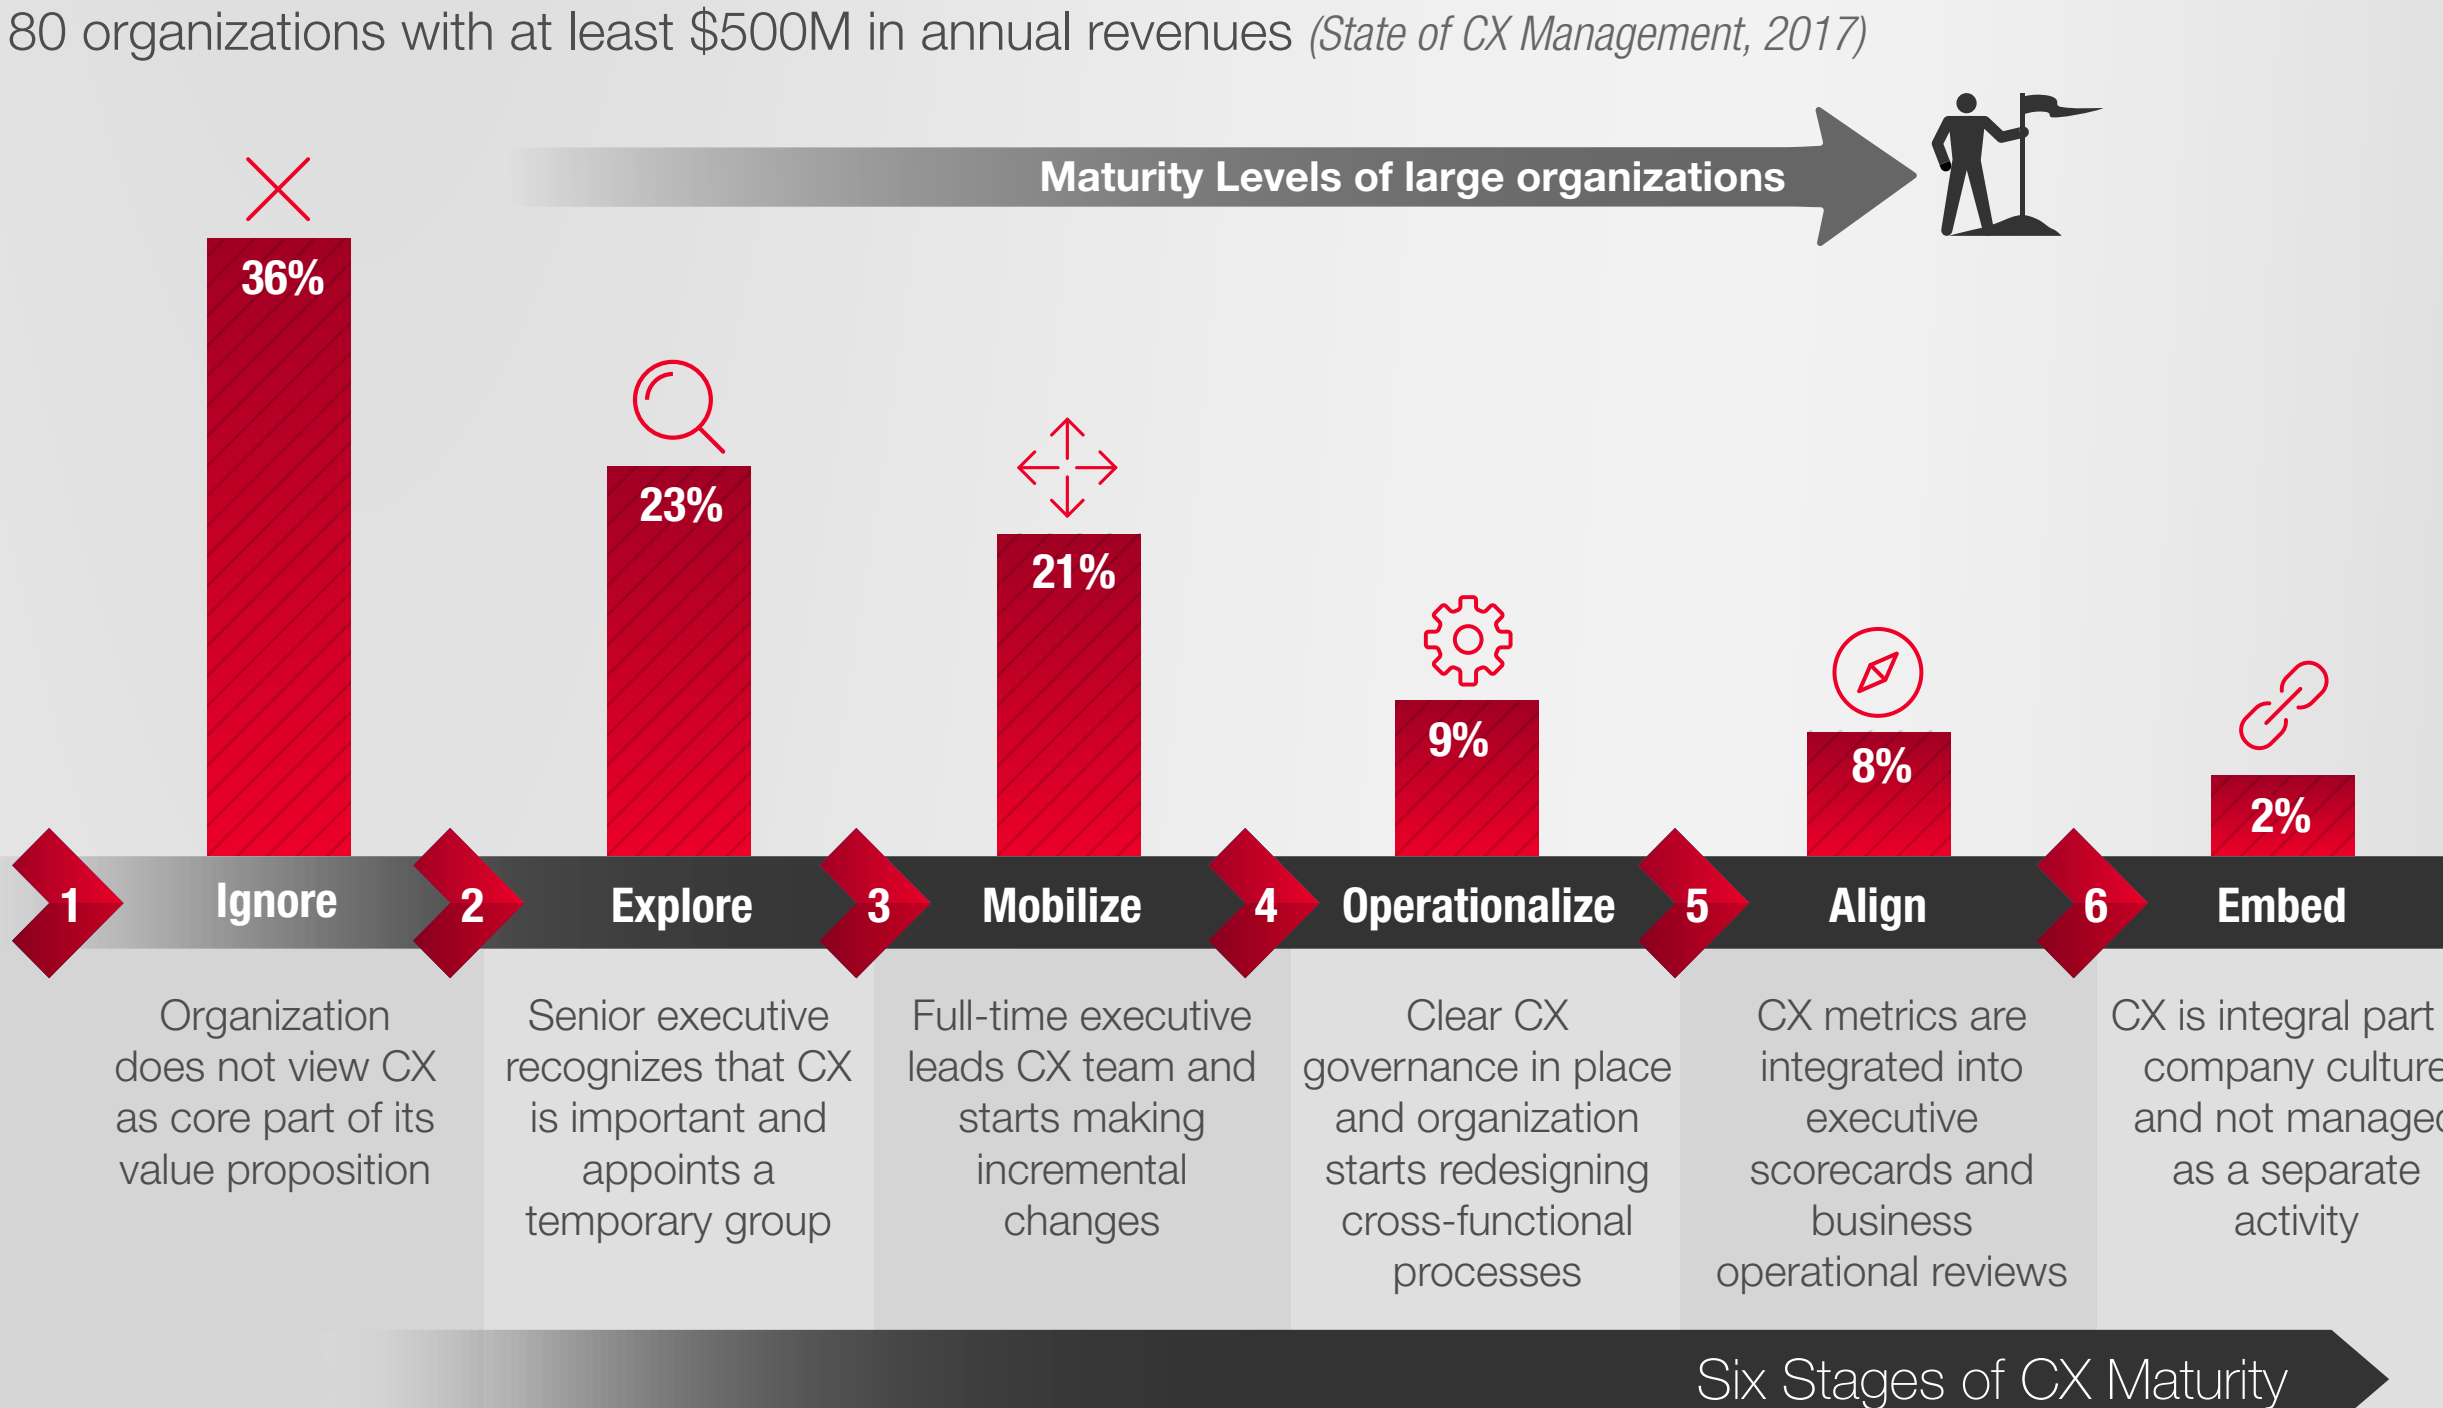 80 organizations with at least $500M in annual revenues (State of CX Management, 2017)
Maturity Levels of large organizations
36%
23%
21%
9%
8%
2%
1
Ignore
2
Explore
3
Mobilize
4
Operationalize
5
Align
6
Embed
Organization
does not view CX
as core part of its
value proposition
Senior executive
recognizes that CX
is important and
appoints a
temporary group
Full-time executive
leads CX team and
starts making
incremental
changes
Clear CX
governance in place
and organization
starts redesigning
cross-functional
processes
CX metrics are
integrated into
executive
scorecards and
business
operational reviews
CX is integral part
company culture
and not managed
as a separate
activity
Six Stages of CX Maturity